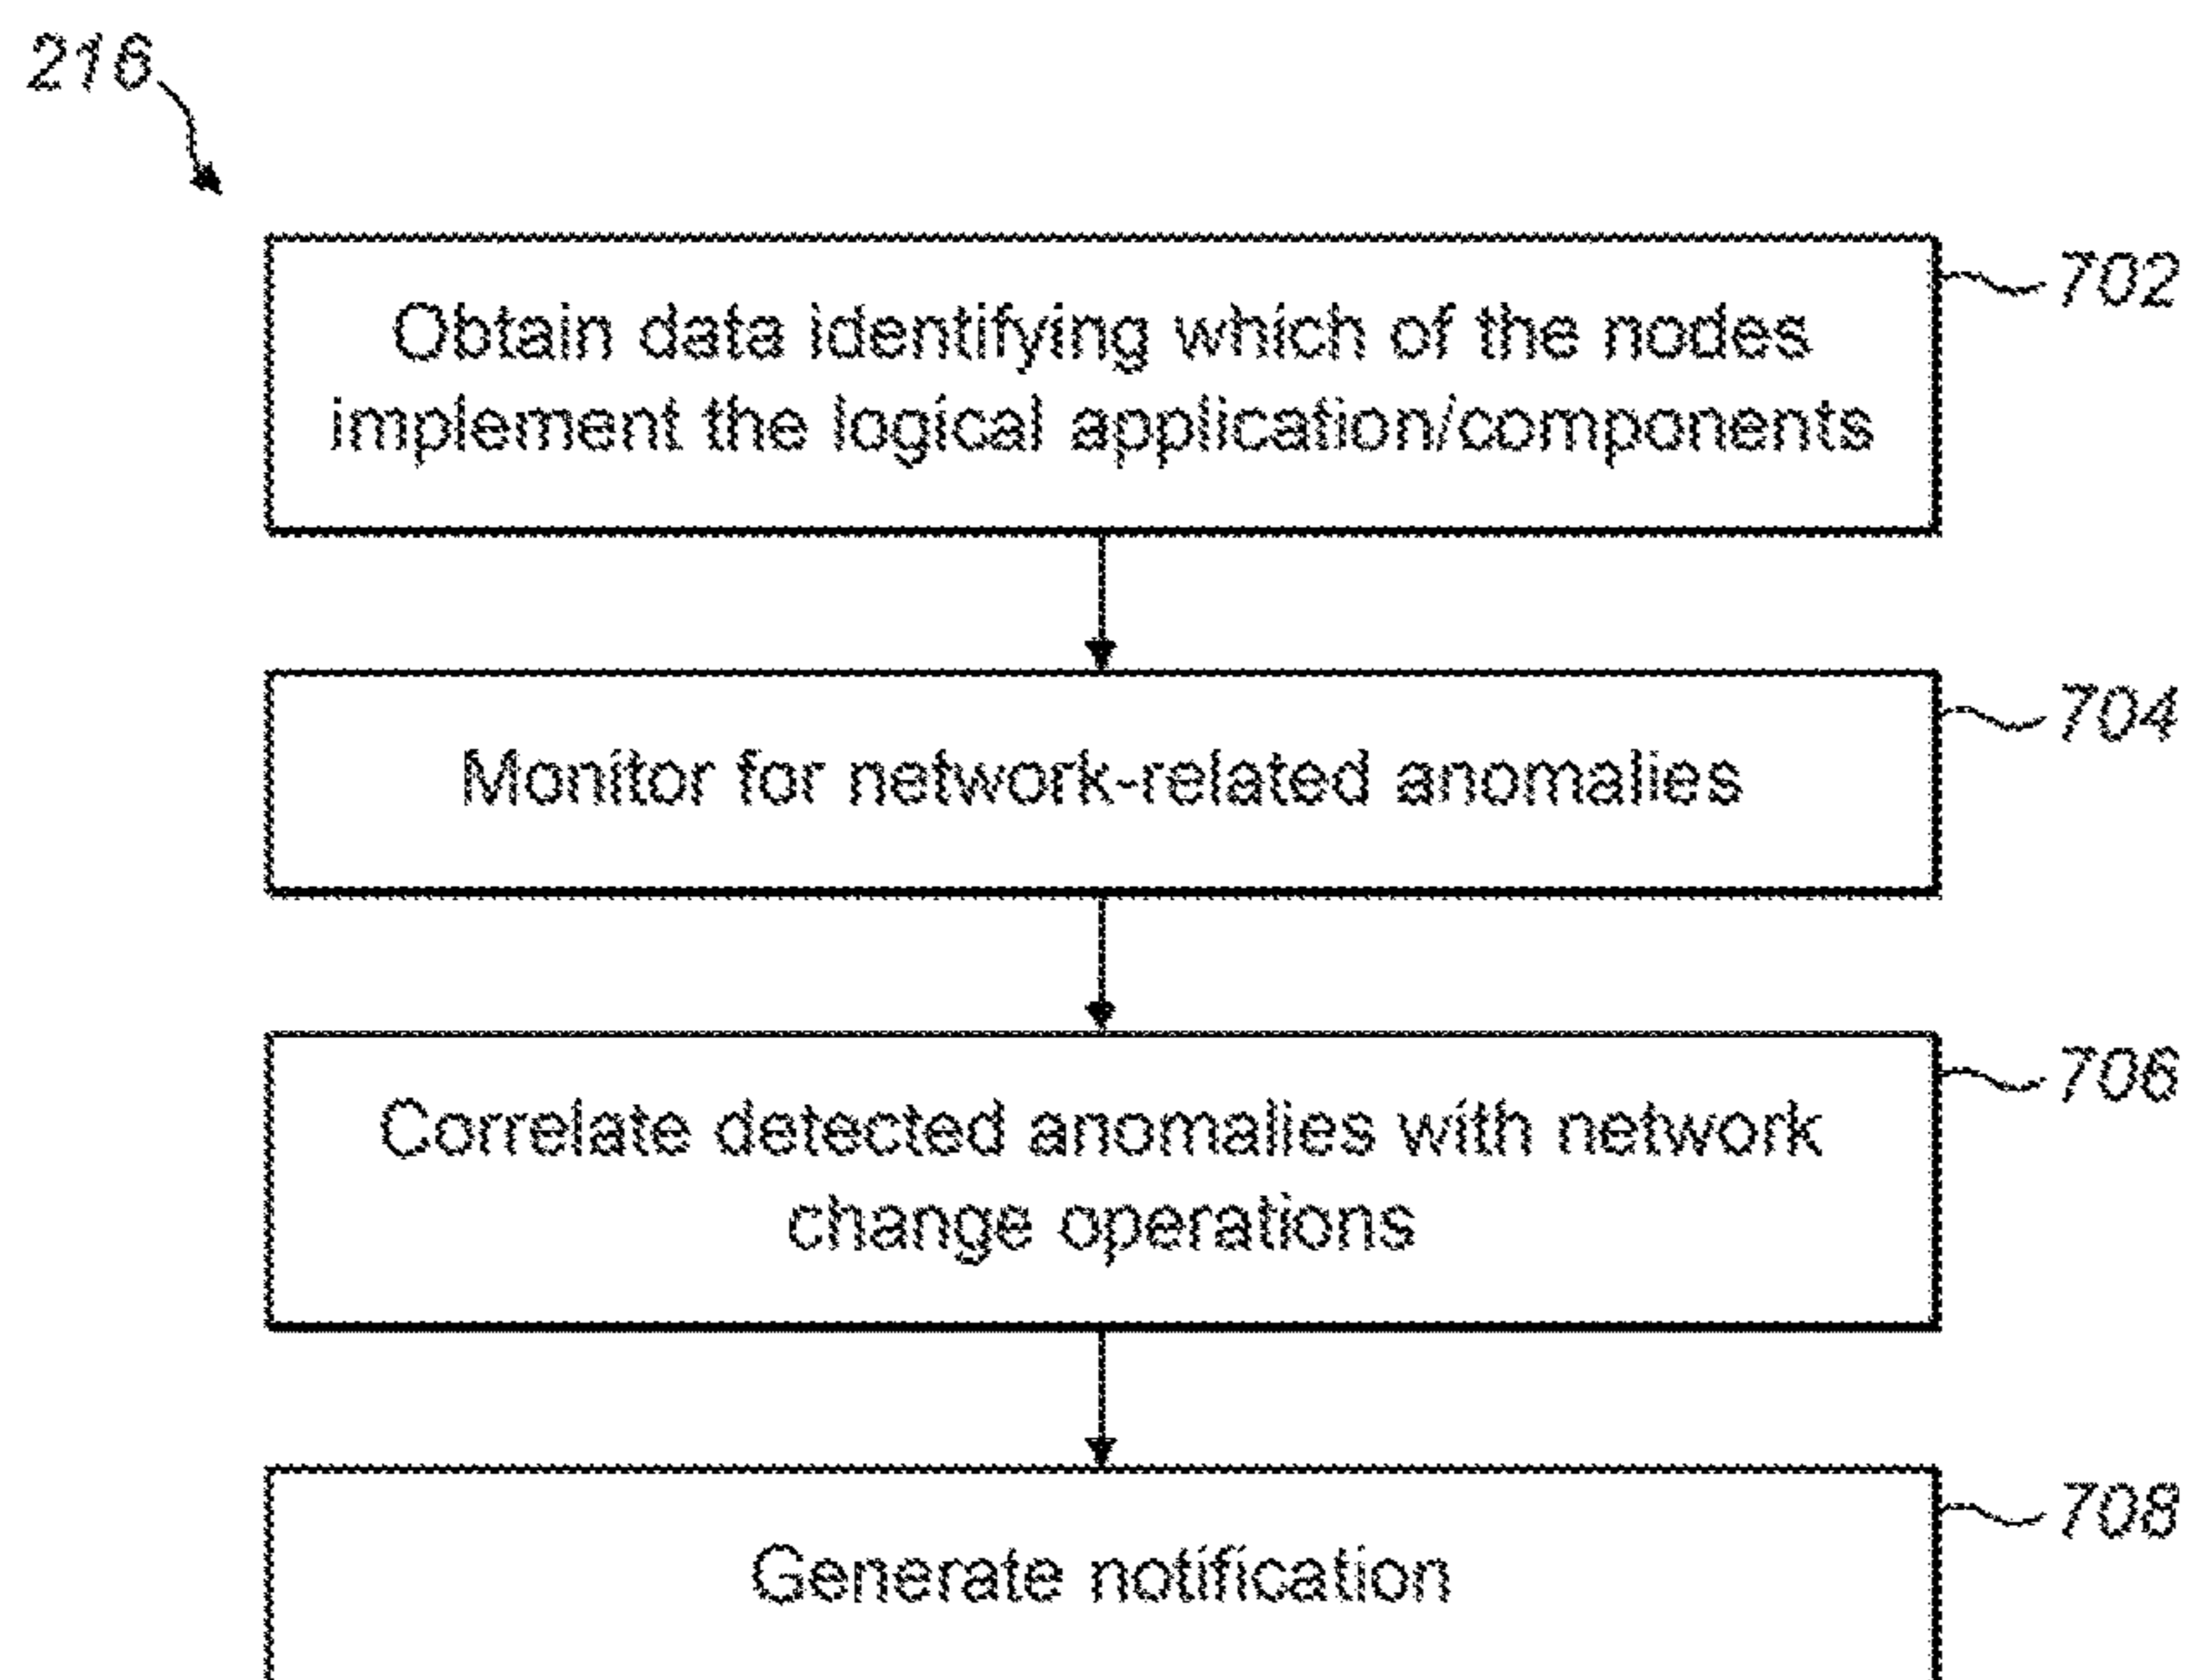 216
702
Obtain data identifying which of the nodes
implement the logical application/components
704
Monitor for network-related anomalies
706
Correlate detected anomalies with network
change operations
708
Generate notification